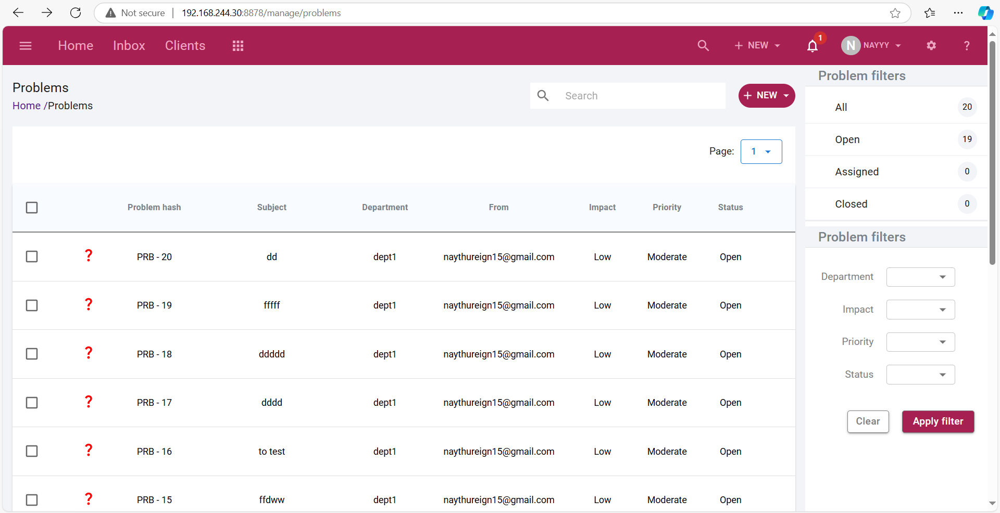 Not secure 192.168.244.30:8878/manage/problems
Home Inbox Clients + NEW 1 N NAYYY ?
Problems
Home /Problems
Search
+ NEW
Page: 1
Problem hash Subject Department From Impact Priority Status
? PRB - 20 dd dept1 naythureign15@gmail.com Low Moderate Open
? PRB - 19 fffff dept1 naythureign15@gmail.com Low Moderate Open
? PRB - 18 ddddd dept1 naythureign15@gmail.com Low Moderate Open
? PRB - 17 dddd dept1 naythureign15@gmail.com Low Moderate Open
? PRB - 16 to test dept1 naythureign15@gmail.com Low Moderate Open
? PRB - 15 ffdww dept1 naythureign15@gmail.com Low Moderate Open
Problem filters
All 20
Open 19
Assigned 0
Closed 0
Problem filters
Department
Impact
Priority
Status
Clear Apply filter